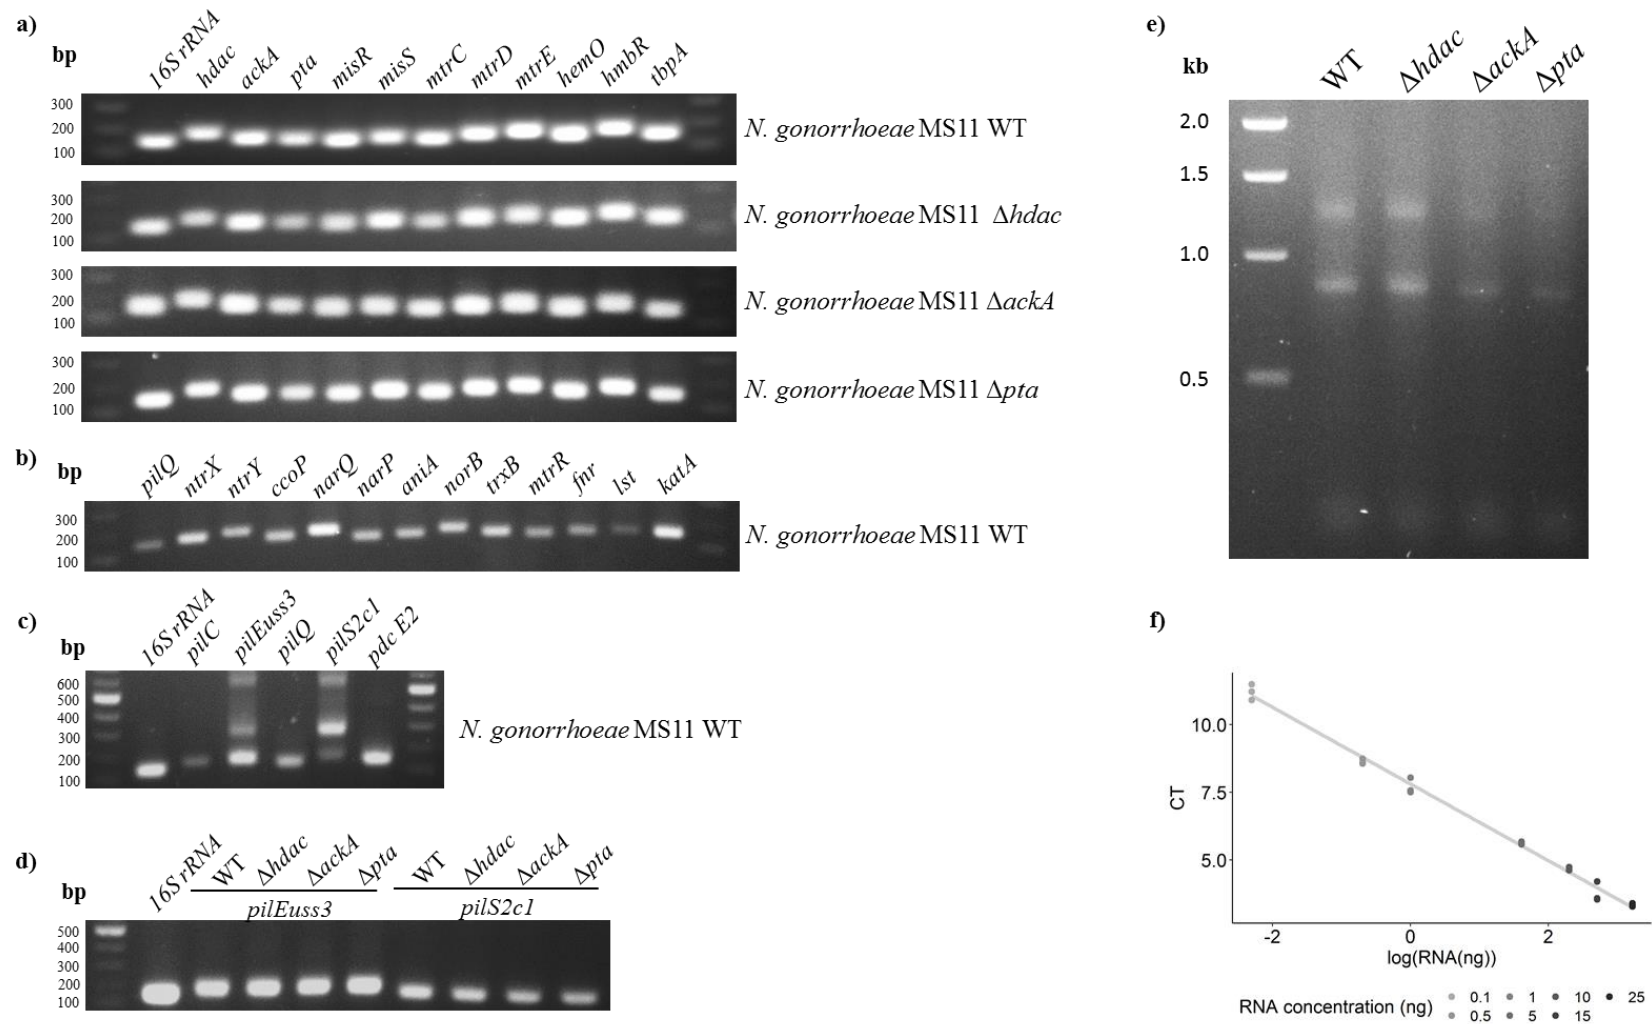 a)
bp
16S rRNA hdac ackA pta misR misS mtrC mtrD mtrE hemO hmbR tbpA
300
200
100
N. gonorrhoeae MS11 WT
300
200
100
N. gonorrhoeae MS11 Δhdac
300
200
100
N. gonorrhoeae MS11 ΔackA
300
200
100
N. gonorrhoeae MS11 Δpta
b)
bp
pilQ ntrX ntrY ccoP narQ narP aniA norB trxB mtrR fnr lst katA
300
200
100
N. gonorrhoeae MS11 WT
c)
bp
16S rRNA pilC pilEuss3 pilQ pilS2c1 pdc E2
600
500
400
300
200
100
N. gonorrhoeae MS11 WT
d)
bp
16S rRNA WT Δhdac ΔackA Δpta WT Δhdac ΔackA Δpta
pilEuss3 pilS2c1
500
400
300
200
100
e)
kb
WT Δhdac ΔackA Δpta
2.0
1.5
1.0
0.5
f)
CT
10.0
7.5
5.0
-2 0 2
log(RNA(ng))
RNA concentration (ng) 0.1 1 10 25
0.5 5 15